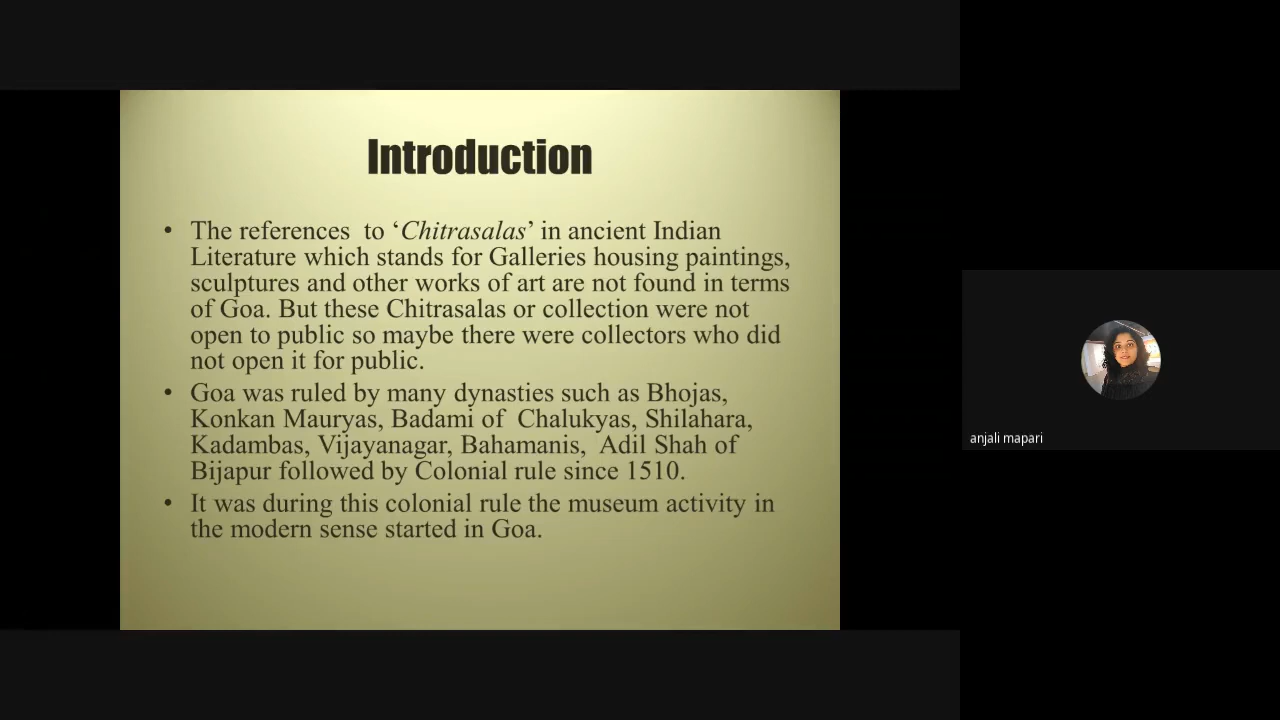 Introduction
• The references  to ‘Chitrasalas’ in ancient Indian
Literature which stands for Galleries housing paintings,
sculptures and other works of art are not found in terms
of Goa. But these Chitrasalas or collection were not
open to public so maybe there were collectors who did
not open it for public.
• Goa was ruled by many dynasties such as Bhojas,
Konkan Mauryas, Badami of  Chalukyas, Shilahara,
Kadambas, Vijayanagar, Bahamanis,  Adil Shah of
Bijapur followed by Colonial rule since 1510.
• It was during this colonial rule the museum activity in
the modern sense started in Goa.
anjali mapari